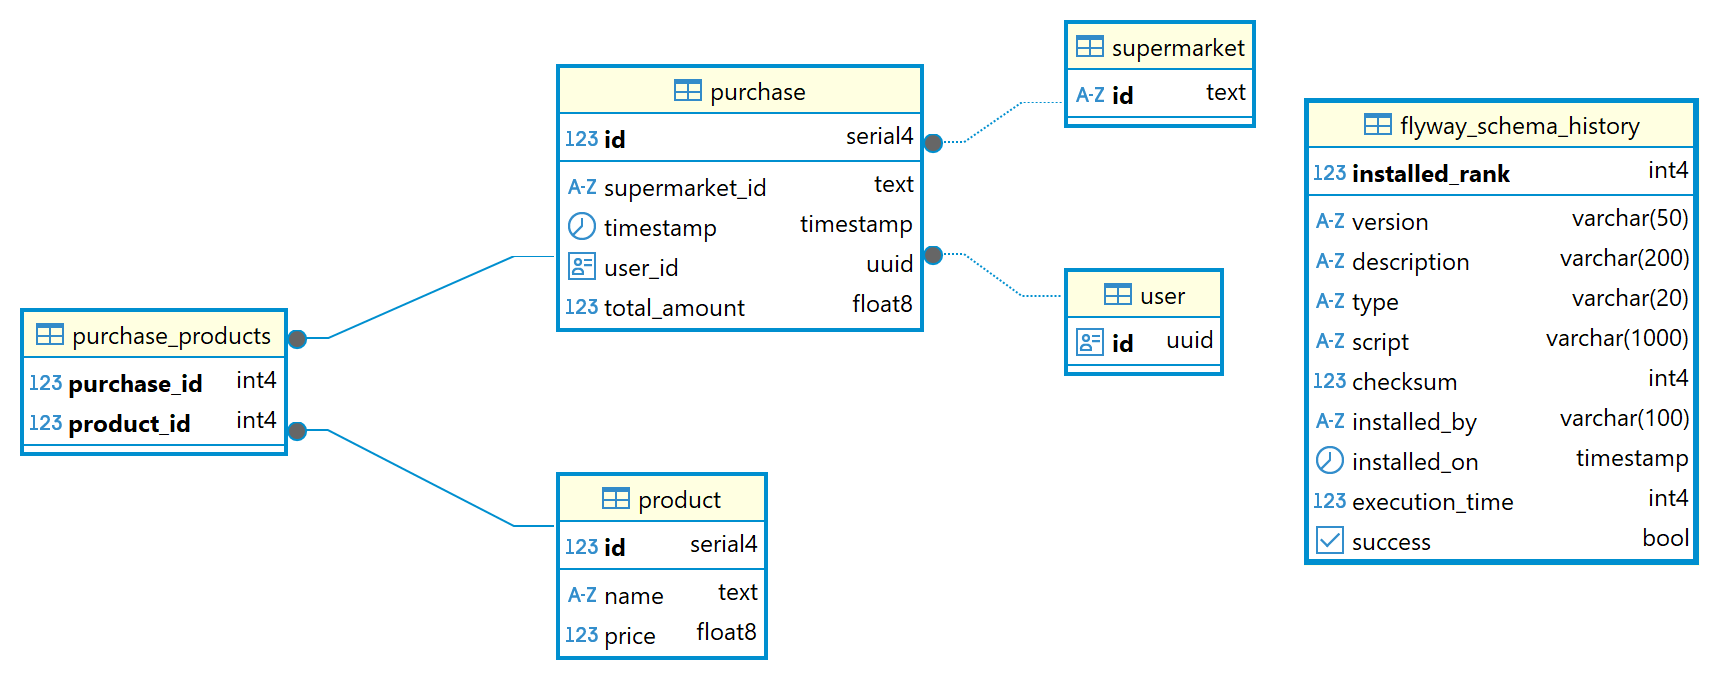 purchase_products
123 purchase_id int4
123 product_id int4
purchase
123 id serial4
A-Z supermarket_id text
timestamp timestamp
user_id uuid
123 total_amount float8
product
123 id serial4
A-Z name text
123 price float8
supermarket
A-Z id text
user
id uuid
flyway_schema_history
123 installed_rank int4
A-Z version varchar(50)
A-Z description varchar(200)
A-Z type varchar(20)
A-Z script varchar(1000)
123 checksum int4
A-Z installed_by varchar(100)
installed_on timestamp
123 execution_time int4
success bool